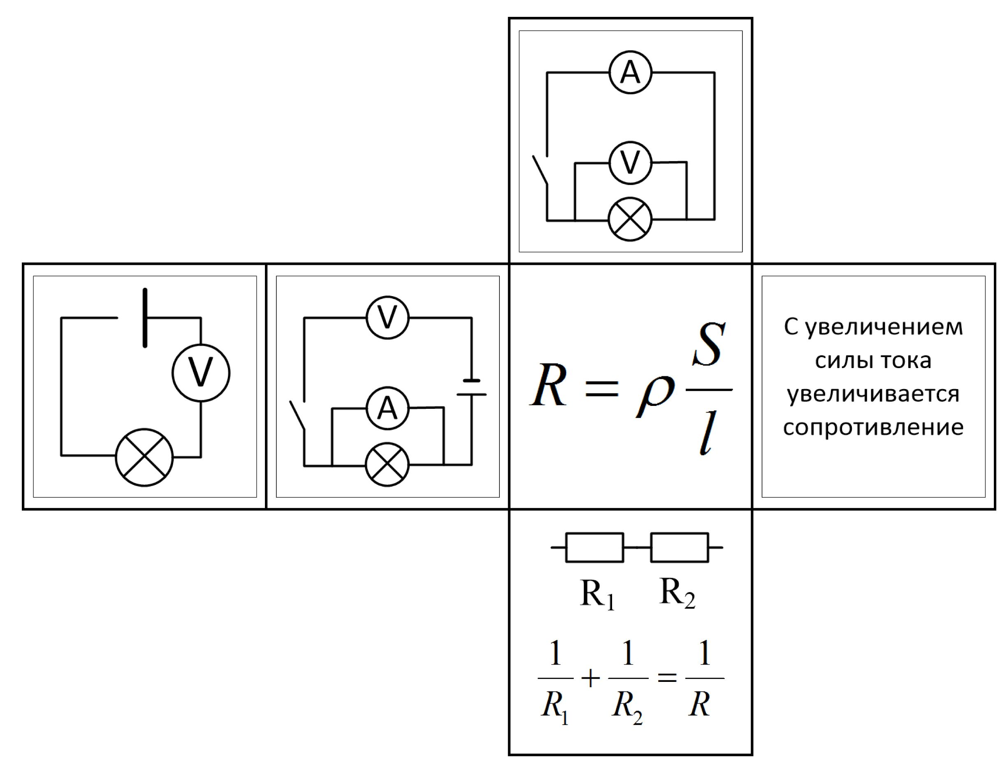 A
V
V
V
A
R = ρ S/l
С увеличением
силы тока
увеличивается
сопротивление
R₁ R₂
1/R₁ + 1/R₂ = 1/R